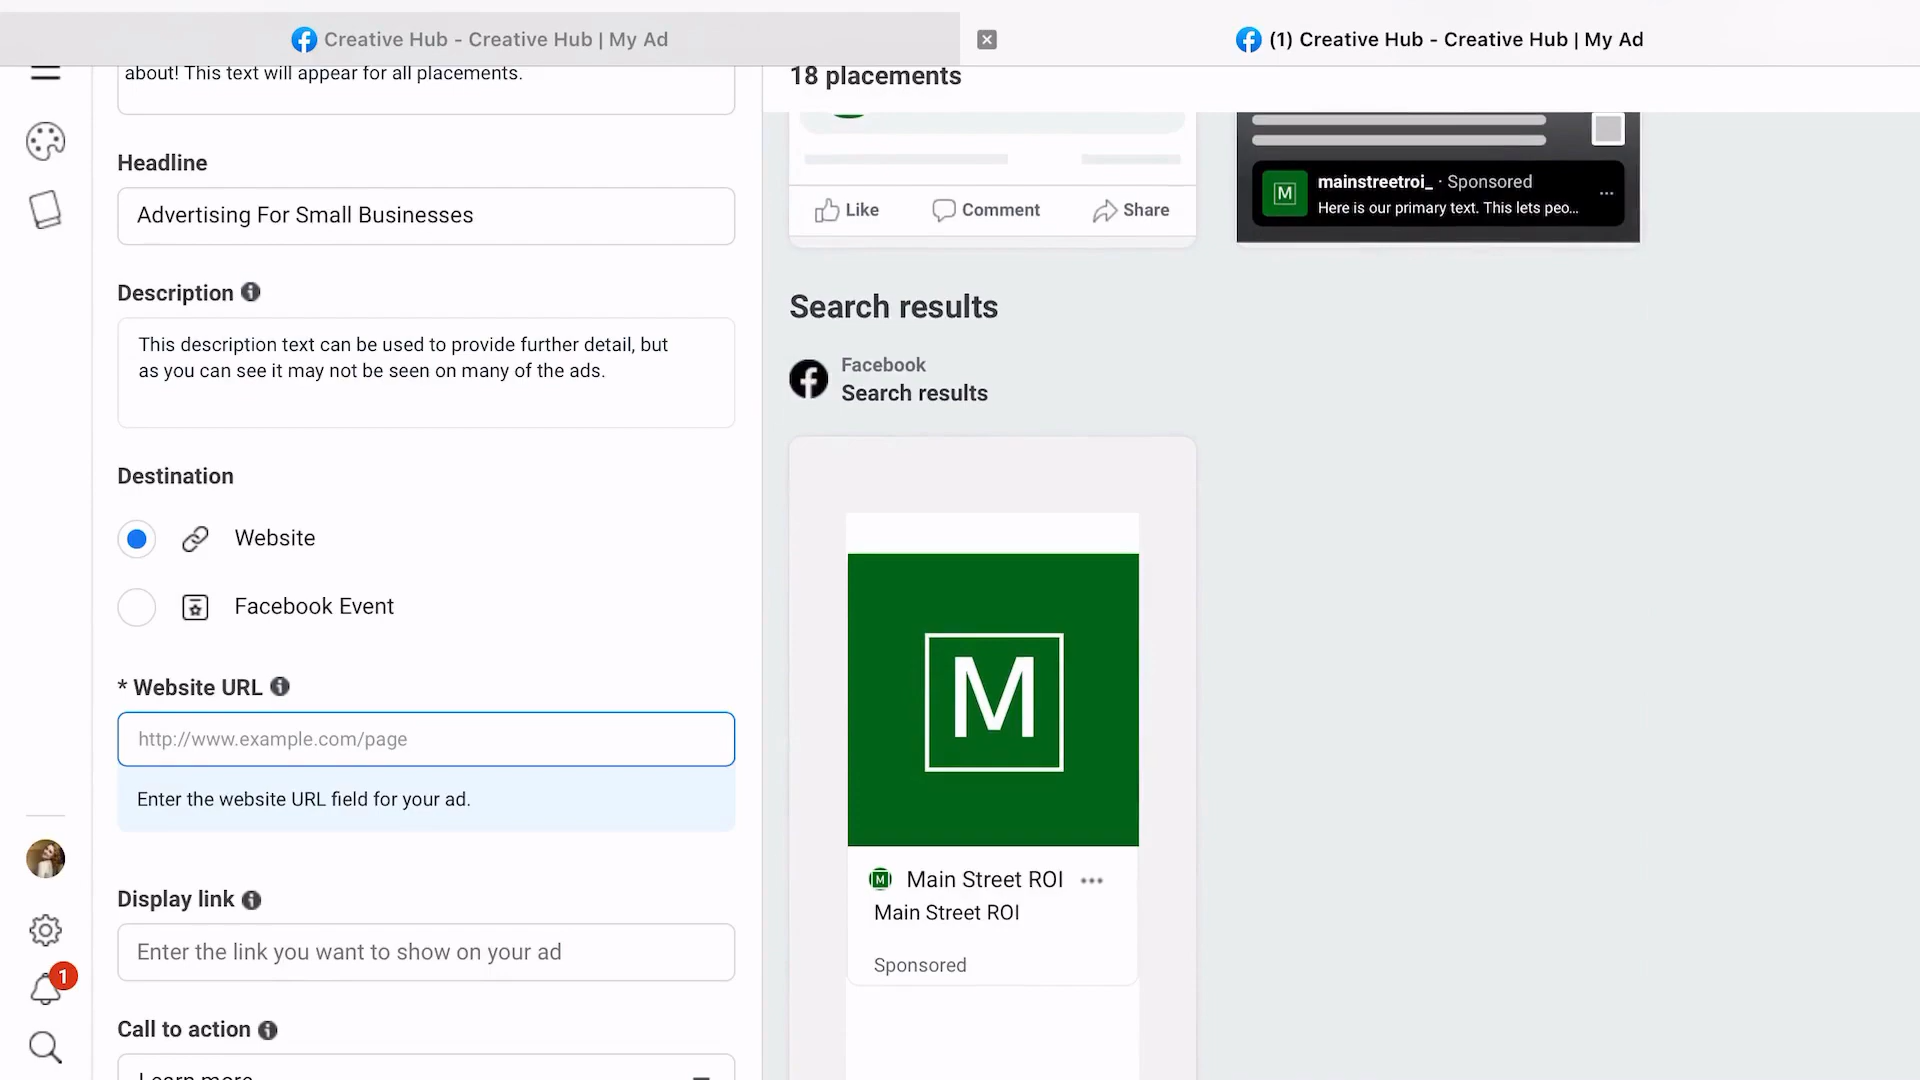 Creative Hub - Creative Hub | My Ad
(1) Creative Hub - Creative Hub | My Ad
about! This text will appear for all placements.
Headline
Advertising For Small Businesses
Description
This description text can be used to provide further detail, but
as you can see it may not be seen on many of the ads.
Destination
Website
Facebook Event
* Website URL
http://www.example.com/page
Enter the website URL field for your ad.
Display link
Enter the link you want to show on your ad
Call to action
Learn more
1
18 placements
Like
Comment
Share
M
mainstreetroi_ · Sponsored
Here is our primary text. This lets peo...
Search results
Facebook
Search results
M
M
Main Street ROI
Main Street ROI
Sponsored